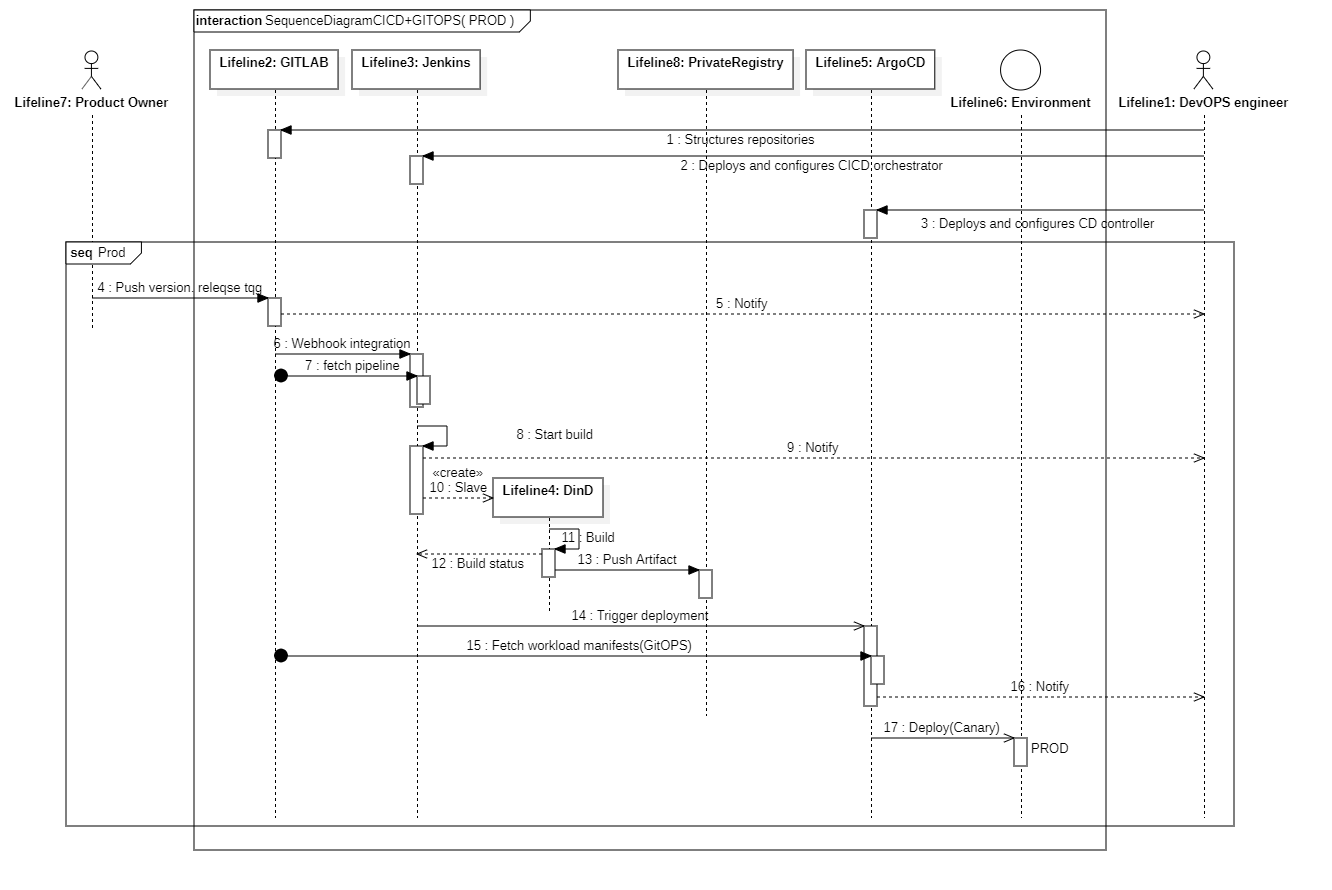 interaction SequenceDiagramCICD+GITOPS( PROD )
Lifeline7: Product Owner
Lifeline2: GITLAB
Lifeline3: Jenkins
Lifeline8: PrivateRegistry
Lifeline5: ArgoCD
Lifeline6: Environment
Lifeline1: DevOPS engineer
1 : Structures repositories
2 : Deploys and configures CICD orchestrator
3 : Deploys and configures CD controller
seq Prod
4 : Push version, releqse tqg
5 : Notify
6 : Webhook integration
7 : fetch pipeline
8 : Start build
9 : Notify
«create»
10 : Slave
Lifeline4: DinD
11 : Build
12 : Build status
13 : Push Artifact
14 : Trigger deployment
15 : Fetch workload manifests(GitOPS)
16 : Notify
17 : Deploy(Canary)
PROD